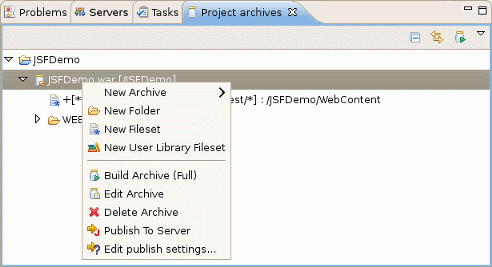 Problems Servers Tasks Project archives
JSFDemo
JSFDemo.war [/JSFDemo]
+[* est/*] : /JSFDemo/WebContent
WEB
New Archive
New Folder
New Fileset
New User Library Fileset
Build Archive (Full)
Edit Archive
Delete Archive
Publish To Server
Edit publish settings...